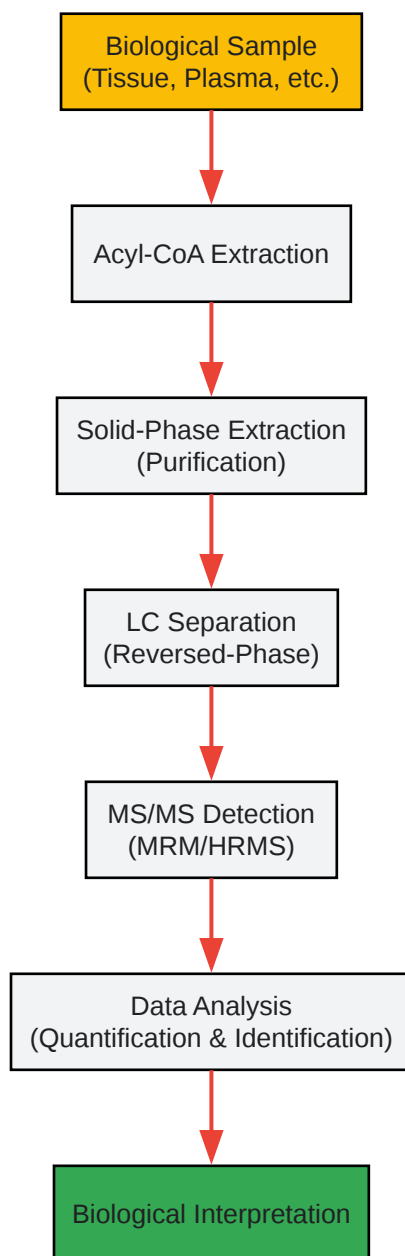 Biological Sample
(Tissue, Plasma, etc.)
Acyl-CoA Extraction
Solid-Phase Extraction
(Purification)
LC Separation
(Reversed-Phase)
MS/MS Detection
(MRM/HRMS)
Data Analysis
(Quantification & Identification)
Biological Interpretation